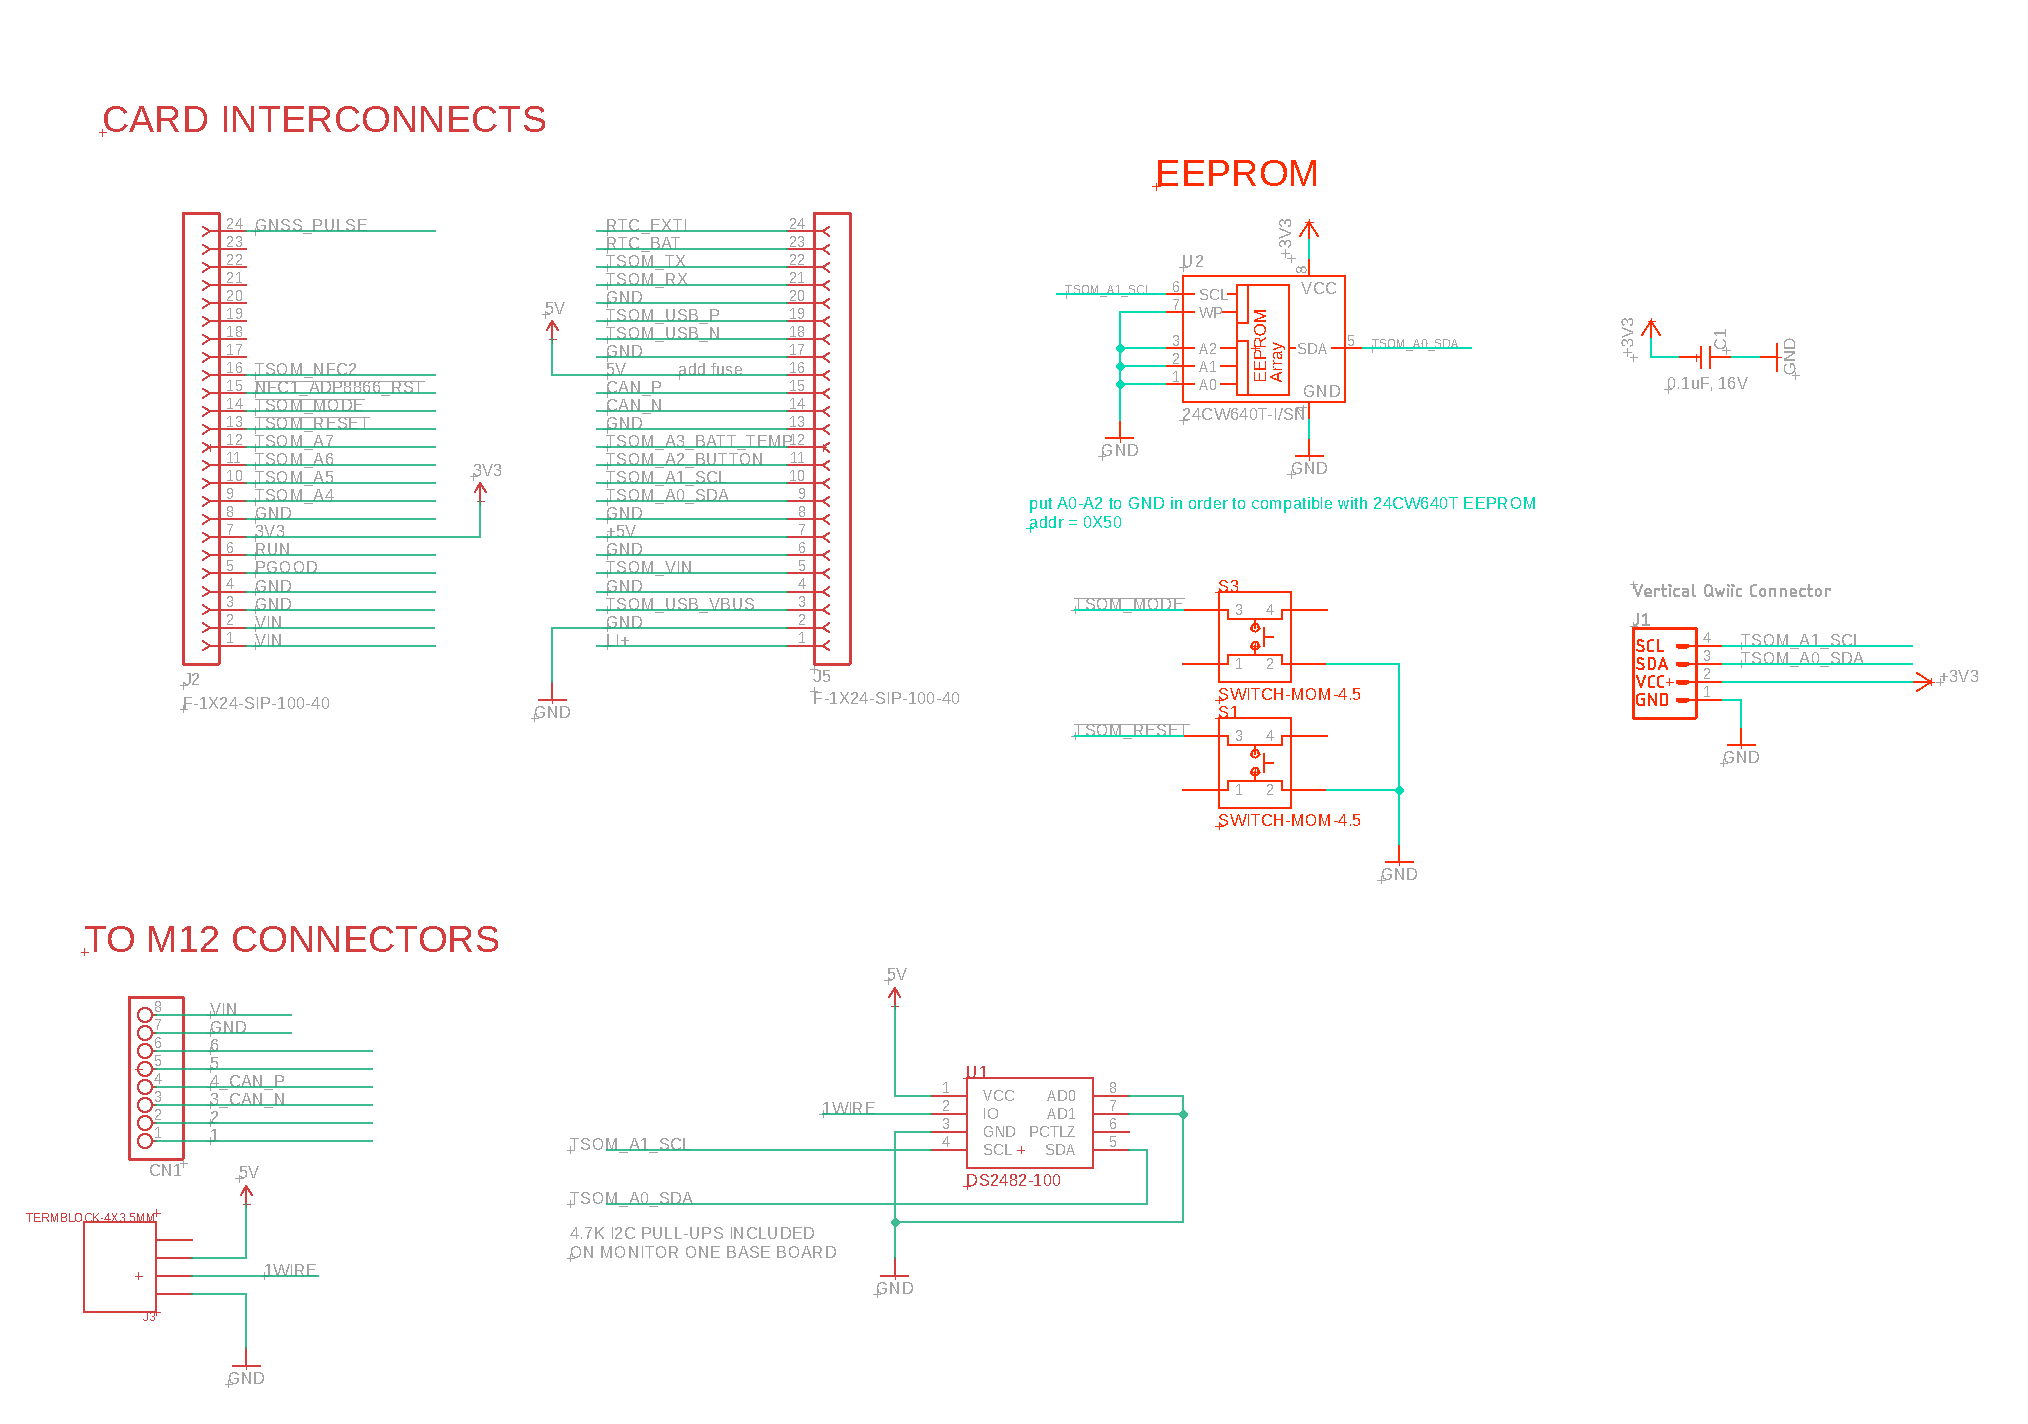 CARD INTERCONNECTS
24 GNSS_PULSE
23
22
21
20
19
18
17
16 TSOM_NFC2
15 NFC1_ADP8866_RST
14 TSOM_MODE
13 TSOM_RESET
12 TSOM_A7
11 TSOM_A6
10 TSOM_A5
9 TSOM_A4
8 GND
7 3V3
6 RUN
5 PGOOD
4 GND
3 GND
2 VIN
1 VIN
3V3
J2
F-1X24-SIP-100-40
RTC_EXTI 24
RTC_BAT 23
TSOM_TX 22
TSOM_RX 21
GND 20
TSOM_USB_P 19
TSOM_USB_N 18
GND 17
5V add fuse 16
CAN_P 15
CAN_N 14
GND 13
TSOM_A3_BATT_TEMP 12
TSOM_A2_BUTTON 11
TSOM_A1_SCL 10
TSOM_A0_SDA 9
GND 8
+5V 7
GND 6
TSOM_VIN 5
GND 4
TSOM_USB_VBUS 3
GND 2
LI+ 1
5V
GND
J5
F-1X24-SIP-100-40
EEPROM
+3V3
U2
8
VCC
TSOM_A1_SCL 6 SCL
7 WP
3 A2
2 A1
1 A0
EEPROM
Array
SDA 5 TSOM_A0_SDA
GND
24CW640T-I/SN
GND
GND
put A0-A2 to GND in order to compatible with 24CW640T EEPROM
addr = 0X50
+3V3
C1
GND
0.1uF, 16V
S3
TSOM_MODE
3 4
1 2
SWITCH-MOM-4.5
S1
TSOM_RESET
3 4
1 2
SWITCH-MOM-4.5
GND
Vertical Qwiic Connector
J1
SCL 4 TSOM_A1_SCL
SDA 3 TSOM_A0_SDA
VCC+ 2 +3V3
GND 1
GND
TO M12 CONNECTORS
8 VIN
7 GND
6 6
5 5
4 4_CAN_P
3 3_CAN_N
2 2
1 1
CN1
5V
TERMBLOCK-4X3.5MM
1WIRE
J3
GND
5V
U1
1 VCC AD0 8
1WIRE 2 IO AD1 7
3 GND PCTLZ 6
TSOM_A1_SCL 4 SCL SDA 5
DS2482-100
TSOM_A0_SDA
4.7K I2C PULL-UPS INCLUDED
ON MONITOR ONE BASE BOARD
GND